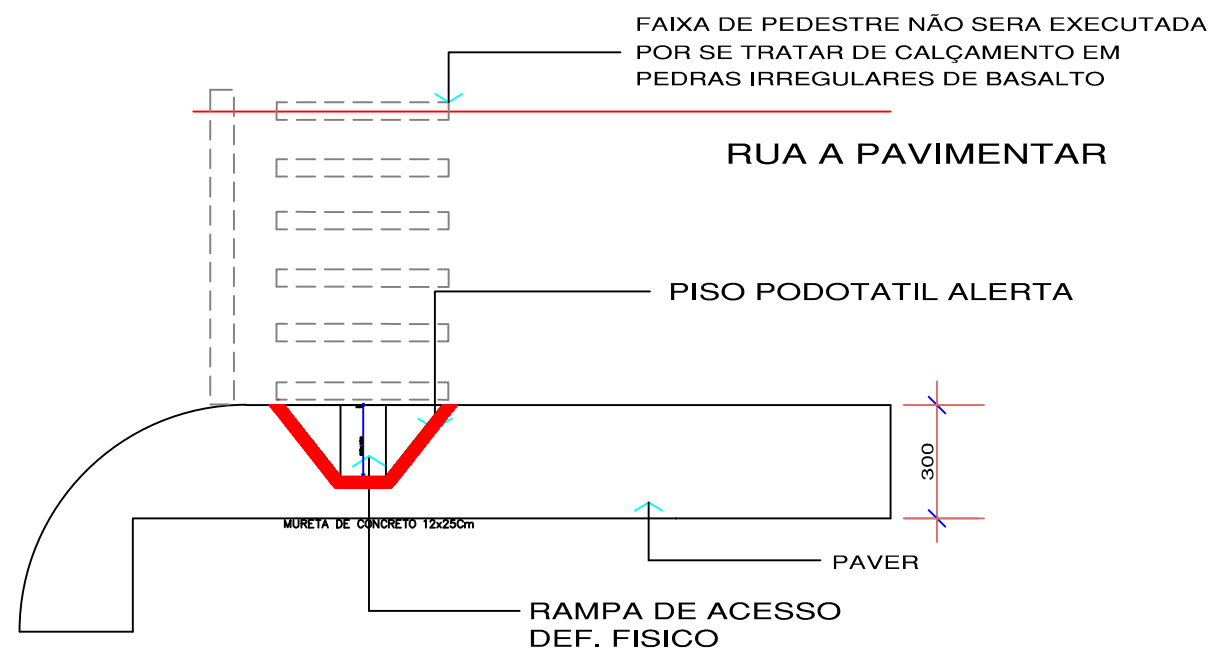 FAIXA DE PEDESTRE NÃO SERA EXECUTADA
POR SE TRATAR DE CALÇAMENTO EM
PEDRAS IRREGULARES DE BASALTO
RUA A PAVIMENTAR
PISO PODOTATIL ALERTA
300
MURETA DE CONCRETO 12x25Cm
PAVER
RAMPA DE ACESSO
DEF. FISICO